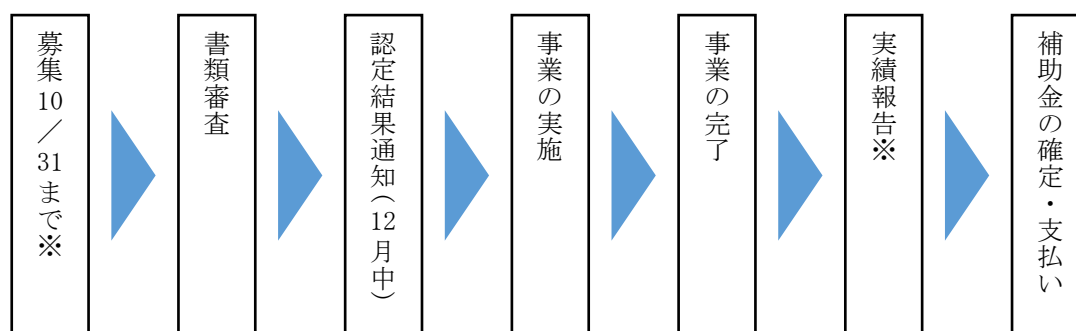 募集10／31まで※
書類審査
認定結果通知（12月中）
事業の実施
事業の完了
実績報告※
補助金の確定・支払い